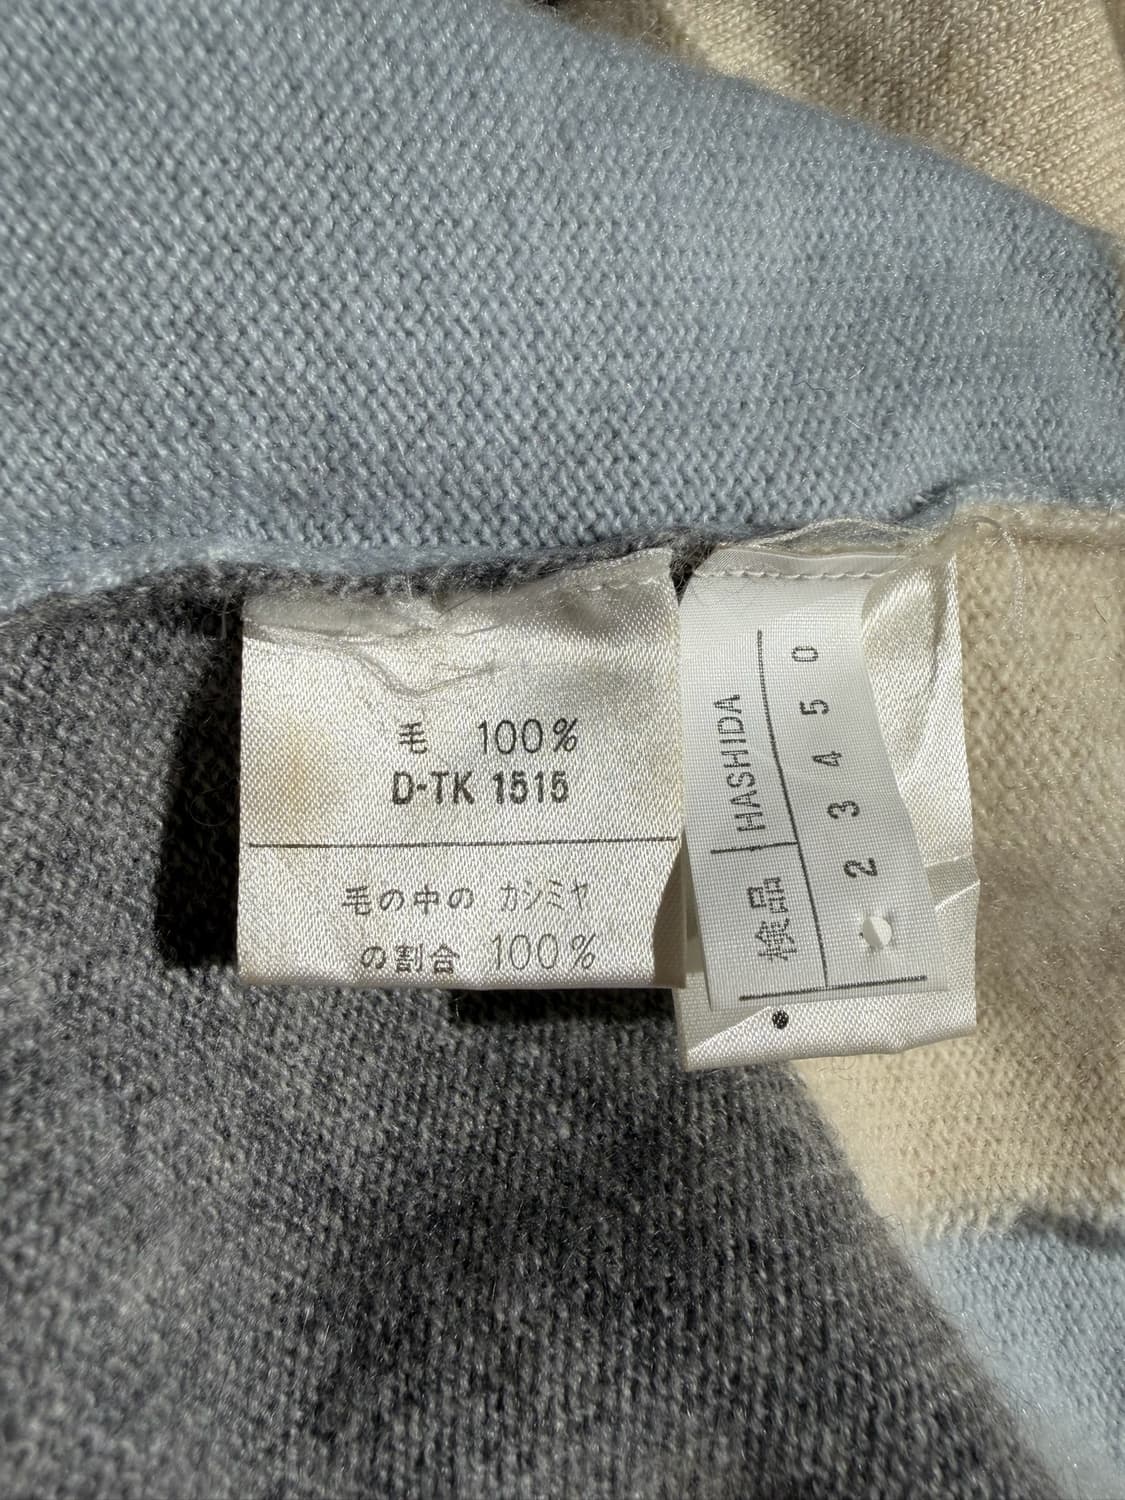 毛 100%
D-TK 1515
毛の中の カシミヤ
の割合 100%
検品 HASHIDA
2 3 4 5 0